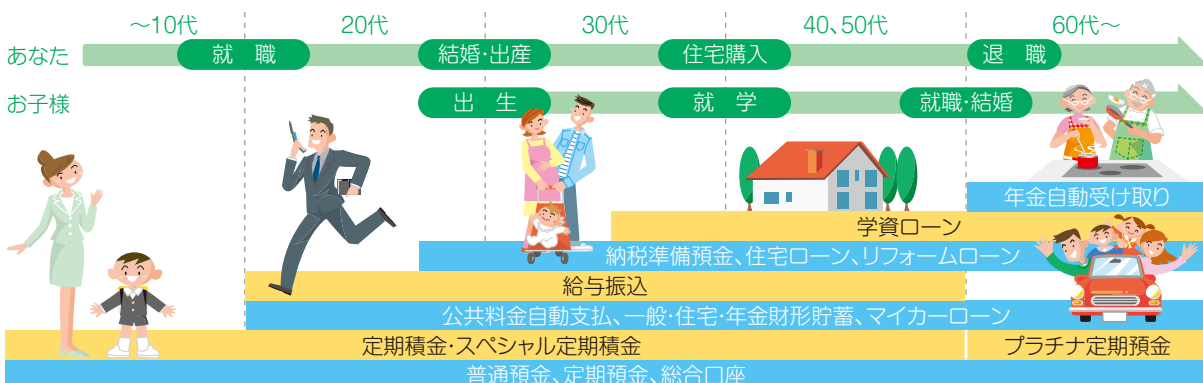 ～10代 20代 30代 40、50代 60代～
あなた 就職 結婚・出産 住宅購入 退職
お子様 出生 就学 就職・結婚
年金自動受け取り
学資ローン
納税準備預金、住宅ローン、リフォームローン
給与振込
公共料金自動支払、一般・住宅・年金財形貯蓄、マイカーローン
定期積金・スペシャル定期積金 プラチナ定期預金
普通預金、定期預金、総合口座